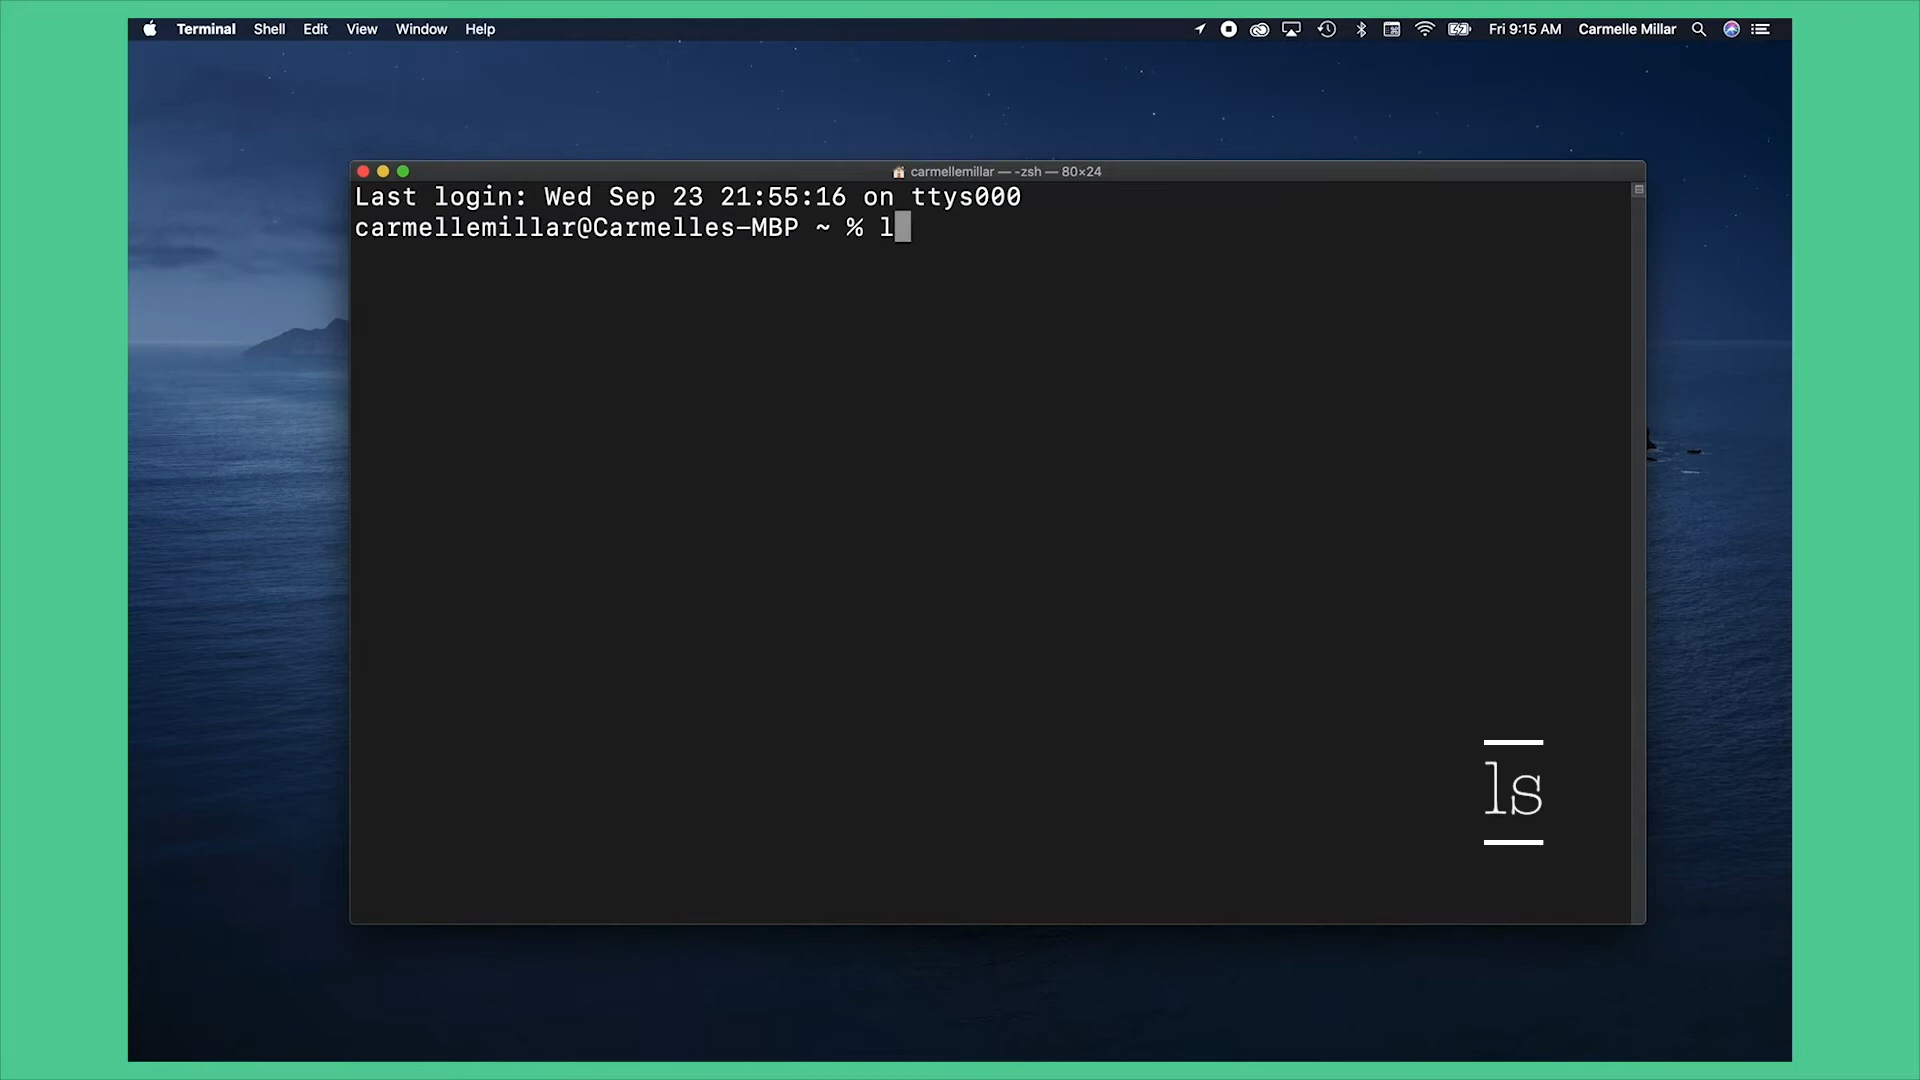 Terminal Shell Edit View Window Help Fri 9:15 AM Carmelle Millar
carmellemillar — -zsh — 80×24
Last login: Wed Sep 23 21:55:16 on ttys000
carmellemillar@Carmelles-MBP ~ % l
ls